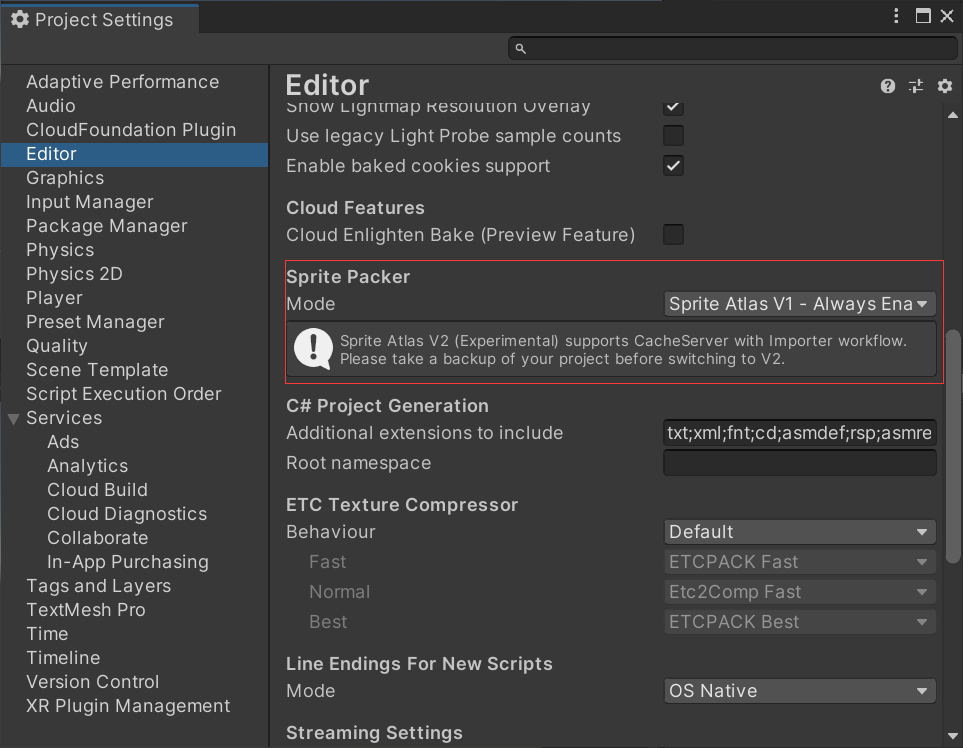 Project Settings
Adaptive Performance
Audio
CloudFoundation Plugin
Editor
Graphics
Input Manager
Package Manager
Physics
Physics 2D
Player
Preset Manager
Quality
Scene Template
Script Execution Order
Services
Ads
Analytics
Cloud Build
Cloud Diagnostics
Collaborate
In-App Purchasing
Tags and Layers
TextMesh Pro
Time
Timeline
Version Control
XR Plugin Management
Editor
Show Lightmap Resolution Overlay
Use legacy Light Probe sample counts
Enable baked cookies support
Cloud Features
Cloud Enlighten Bake (Preview Feature)
Sprite Packer
Mode Sprite Atlas V1 - Always Ena
Sprite Atlas V2 (Experimental) supports CacheServer with Importer workflow.
Please take a backup of your project before switching to V2.
C# Project Generation
Additional extensions to include txt;xml;fnt;cd;asmdef;rsp;asmre
Root namespace
ETC Texture Compressor
Behaviour Default
Fast ETCPACK Fast
Normal Etc2Comp Fast
Best ETCPACK Best
Line Endings For New Scripts
Mode OS Native
Streaming Settings